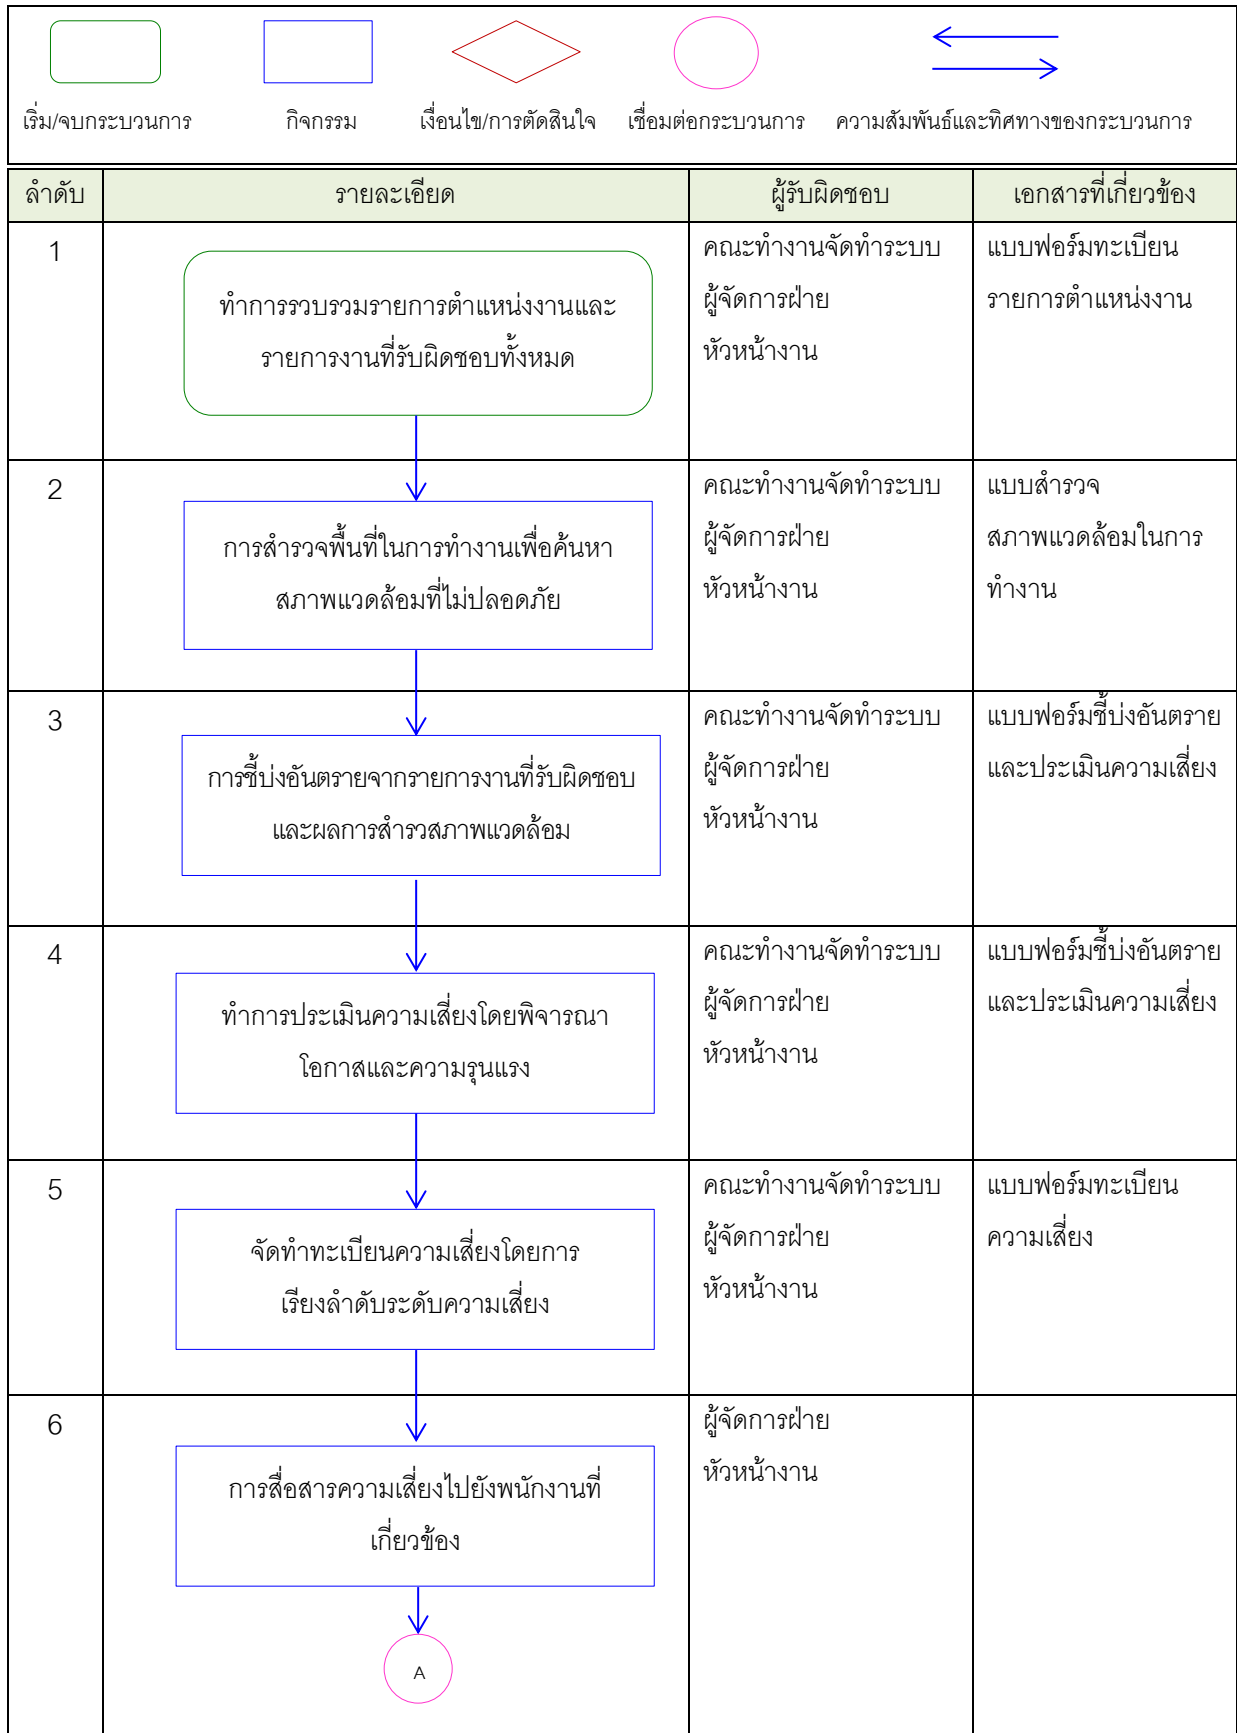 เริ่ม/จบกระบวนการ กิจกรรม เงื่อนไข/การตัดสินใจ เชื่อมต่อกระบวนการ ความสัมพันธ์และทิศทางของกระบวนการ
ลำดับ รายละเอียด ผู้รับผิดชอบ เอกสารที่เกี่ยวข้อง
1
ทำการรวบรวมรายการตำแหน่งงานและ
รายการงานที่รับผิดชอบทั้งหมด
คณะทำงานจัดทำระบบ
ผู้จัดการฝ่าย
หัวหน้างาน
แบบฟอร์มทะเบียน
รายการตำแหน่งงาน
2
การสำรวจพื้นที่ในการทำงานเพื่อค้นหา
สภาพแวดล้อมที่ไม่ปลอดภัย
คณะทำงานจัดทำระบบ
ผู้จัดการฝ่าย
หัวหน้างาน
แบบสำรวจ
สภาพแวดล้อมในการ
ทำงาน
3
การชี้บ่งอันตรายจากรายการงานที่รับผิดชอบ
และผลการสำรวสภาพแวดล้อม
คณะทำงานจัดทำระบบ
ผู้จัดการฝ่าย
หัวหน้างาน
แบบฟอร์มชี้บ่งอันตราย
และประเมินความเสี่ยง
4
ทำการประเมินความเสี่ยงโดยพิจารณา
โอกาสและความรุนแรง
คณะทำงานจัดทำระบบ
ผู้จัดการฝ่าย
หัวหน้างาน
แบบฟอร์มชี้บ่งอันตราย
และประเมินความเสี่ยง
5
จัดทำทะเบียนความเสี่ยงโดยการ
เรียงลำดับระดับความเสี่ยง
คณะทำงานจัดทำระบบ
ผู้จัดการฝ่าย
หัวหน้างาน
แบบฟอร์มทะเบียน
ความเสี่ยง
6
การสื่อสารความเสี่ยงไปยังพนักงานที่
เกี่ยวข้อง
ผู้จัดการฝ่าย
หัวหน้างาน
A